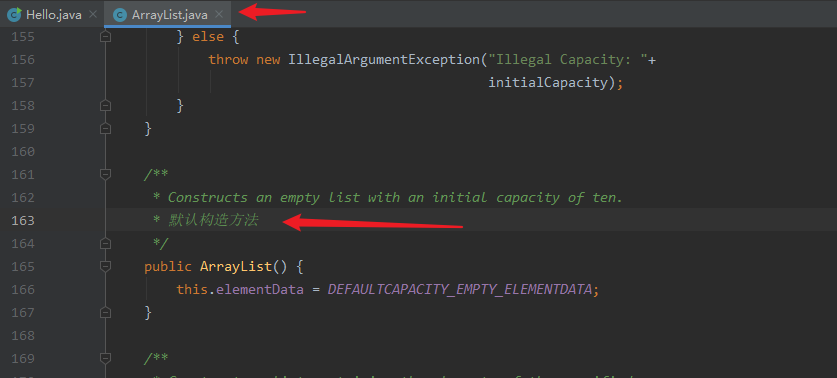 Hello.java
ArrayList.java
155 } else {
156 throw new IllegalArgumentException("Illegal Capacity: "+
157 initialCapacity);
158 }
159 }
160
161 /**
162 * Constructs an empty list with an initial capacity of ten.
163 * 默认构造方法
164 */
165 public ArrayList() {
166 this.elementData = DEFAULTCAPACITY_EMPTY_ELEMENTDATA;
167 }
168
169 /**